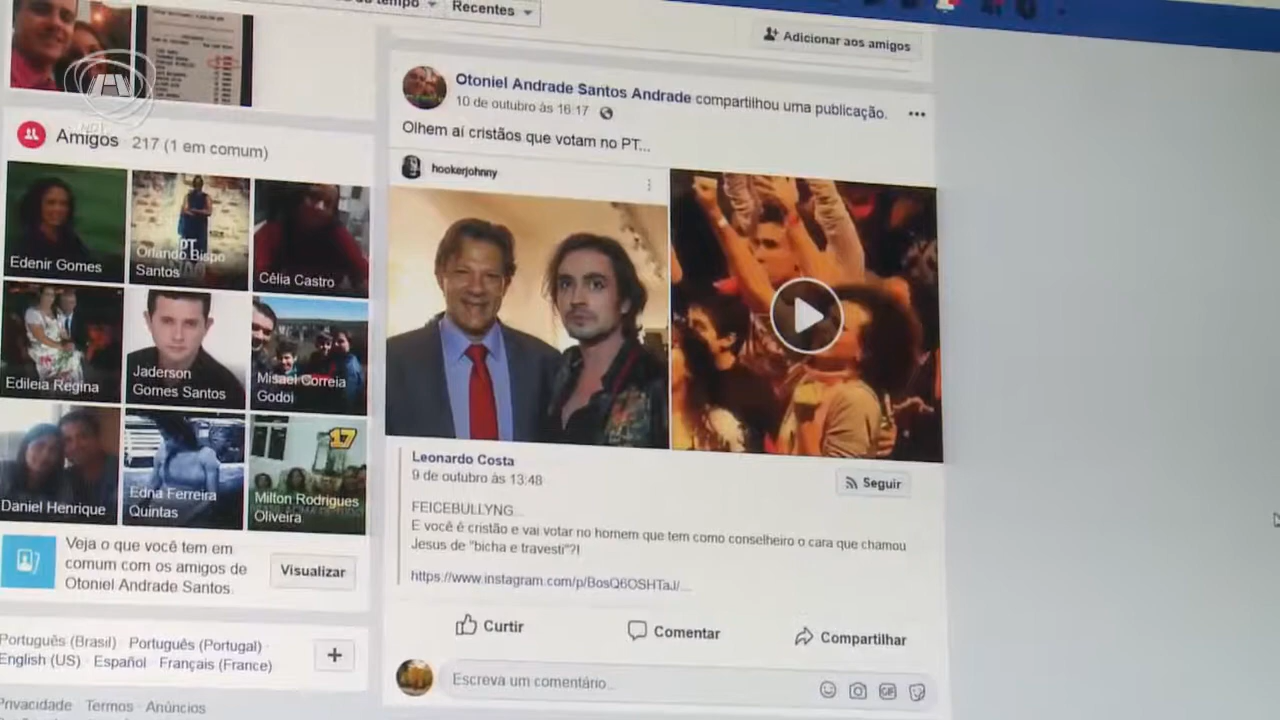 Recentes
Adicionar aos amigos
Amigos · 217 (1 em comum)
Edenir Gomes
Orlando Bispo
Santos
Célia Castro
Edileia Regina
Jaderson
Gomes Santos
Misael Correia
Godoi
Daniel Henrique
Edna Ferreira
Quintas
17
Milton Rodrigues
Oliveira
Veja o que você tem em
comum com os amigos de
Otoniel Andrade Santos.
Visualizar
Português (Brasil) · Português (Portugal) ·
English (US) · Español · Français (France)
Privacidade · Termos · Anúncios
Otoniel Andrade Santos Andrade compartilhou uma publicação.
10 de outubro às 16:17
Olhem aí cristãos que votam no PT...
hookerjohnny
Leonardo Costa
9 de outubro às 13:48
Seguir
FEICEBULLYNG...
E você é cristão e vai votar no homem que tem como conselheiro o cara que chamou
Jesus de "bicha e travesti"?!
https://www.instagram.com/p/BosQ6OSHTaJ/...
Curtir
Comentar
Compartilhar
Escreva um comentário...
GIF